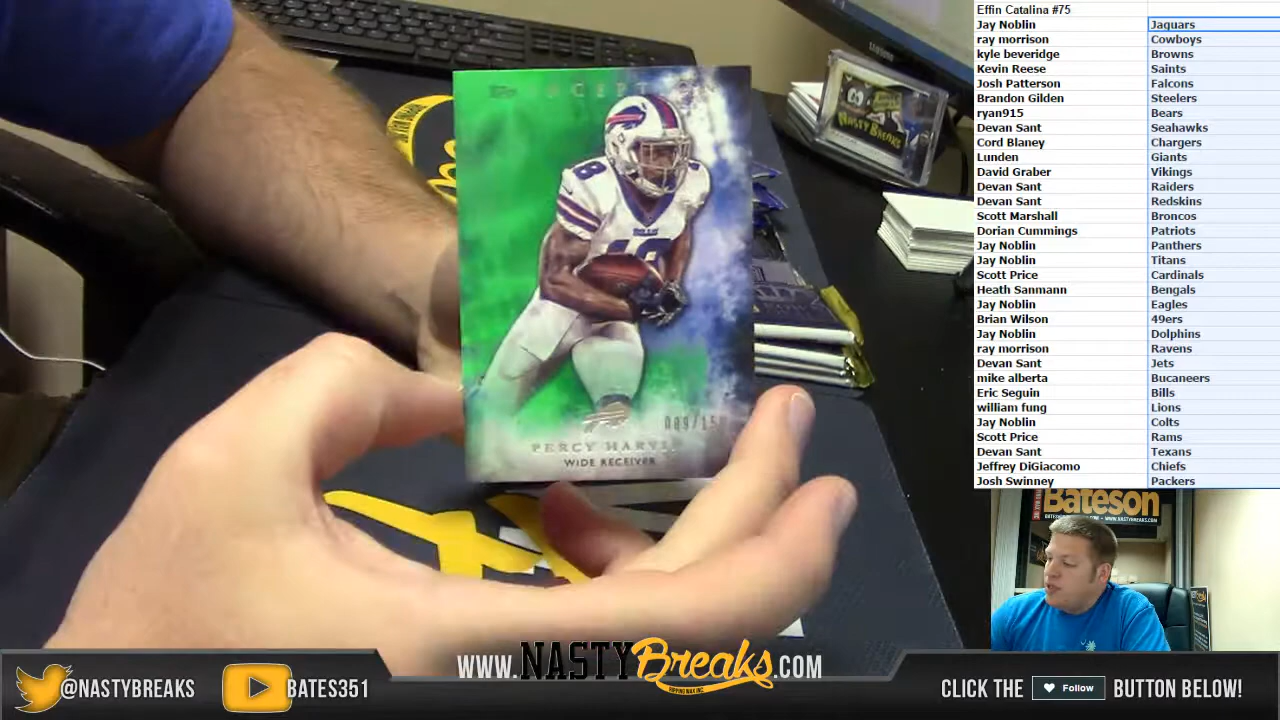 Effin Catalina #75
Jay Noblin Jaguars
ray morrison Cowboys
kyle beveridge Browns
Kevin Reese Saints
Josh Patterson Falcons
Brandon Gilden Steelers
ryan915 Bears
Devan Sant Seahawks
Cord Blaney Chargers
Lunden Giants
David Graber Vikings
Devan Sant Raiders
Devan Sant Redskins
Scott Marshall Broncos
Dorian Cummings Patriots
Jay Noblin Panthers
Jay Noblin Titans
Scott Price Cardinals
Heath Sanmann Bengals
Jay Noblin Eagles
Brian Wilson 49ers
Jay Noblin Dolphins
ray morrison Ravens
Devan Sant Jets
mike alberta Bucaneers
Eric Seguin Bills
william fung Lions
Jay Noblin Colts
Scott Price Rams
Devan Sant Texans
Jeffrey DiGiacomo Chiefs
Josh Swinney Packers
NASTY BREAKS
BILLS
089/150
PERCY HARVIN
WIDE RECEIVER
Bateson
@NASTYBREAKS
BATES351
WWW.NASTYBreaks.COM
CLICK THE Follow BUTTON BELOW!